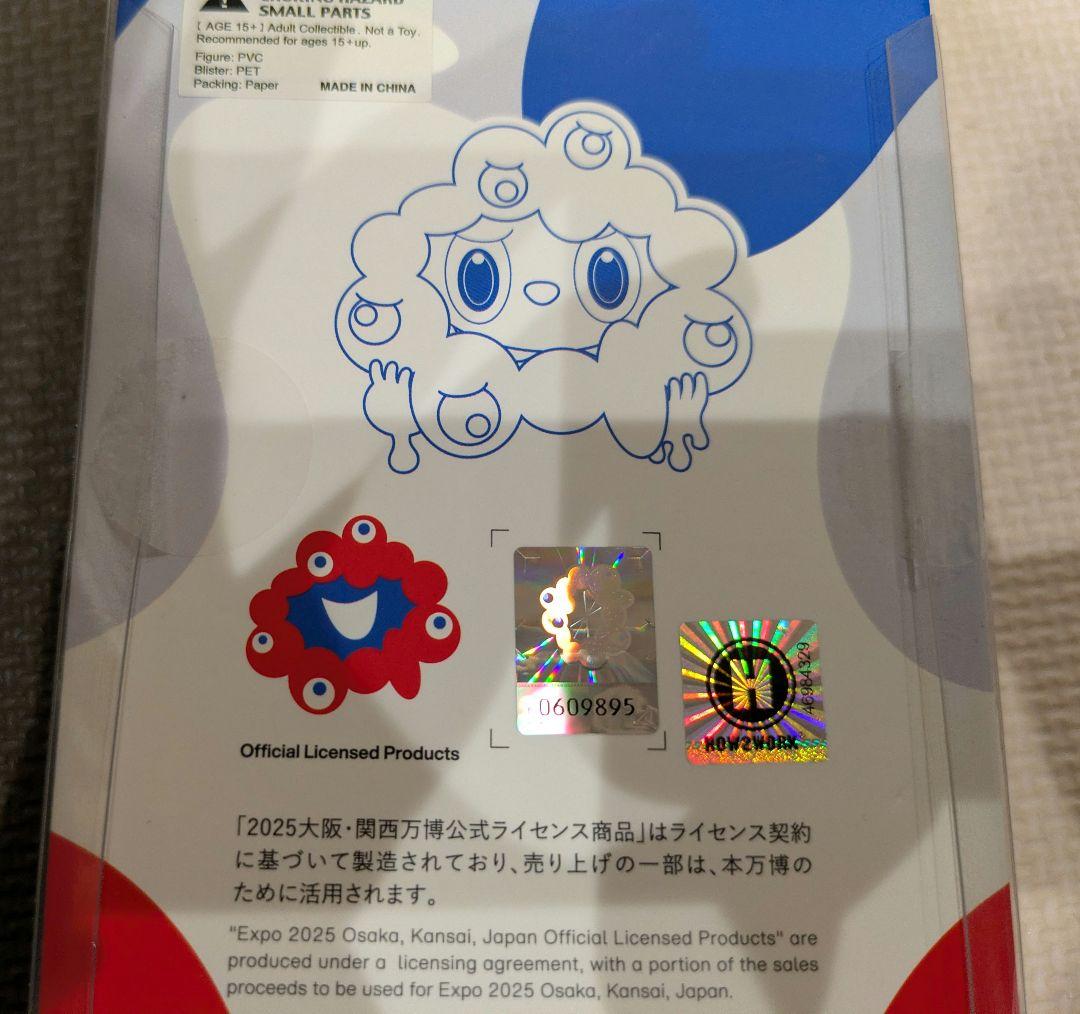 CHOKING HAZARD
SMALL PARTS
[ AGE 15+ ] Adult Collectible. Not a Toy.
Recommended for ages 15+up.
Figure: PVC
Blister: PET
Packing: Paper
MADE IN CHINA
0609895
46984329
HOW2WORK
Official Licensed Products
「2025大阪・関西万博公式ライセンス商品」はライセンス契約
に基づいて製造されており、売り上げの一部は、本万博の
ために活用されます。
"Expo 2025 Osaka, Kansai, Japan Official Licensed Products" are
produced under a licensing agreement, with a portion of the sales
proceeds to be used for Expo 2025 Osaka, Kansai, Japan.